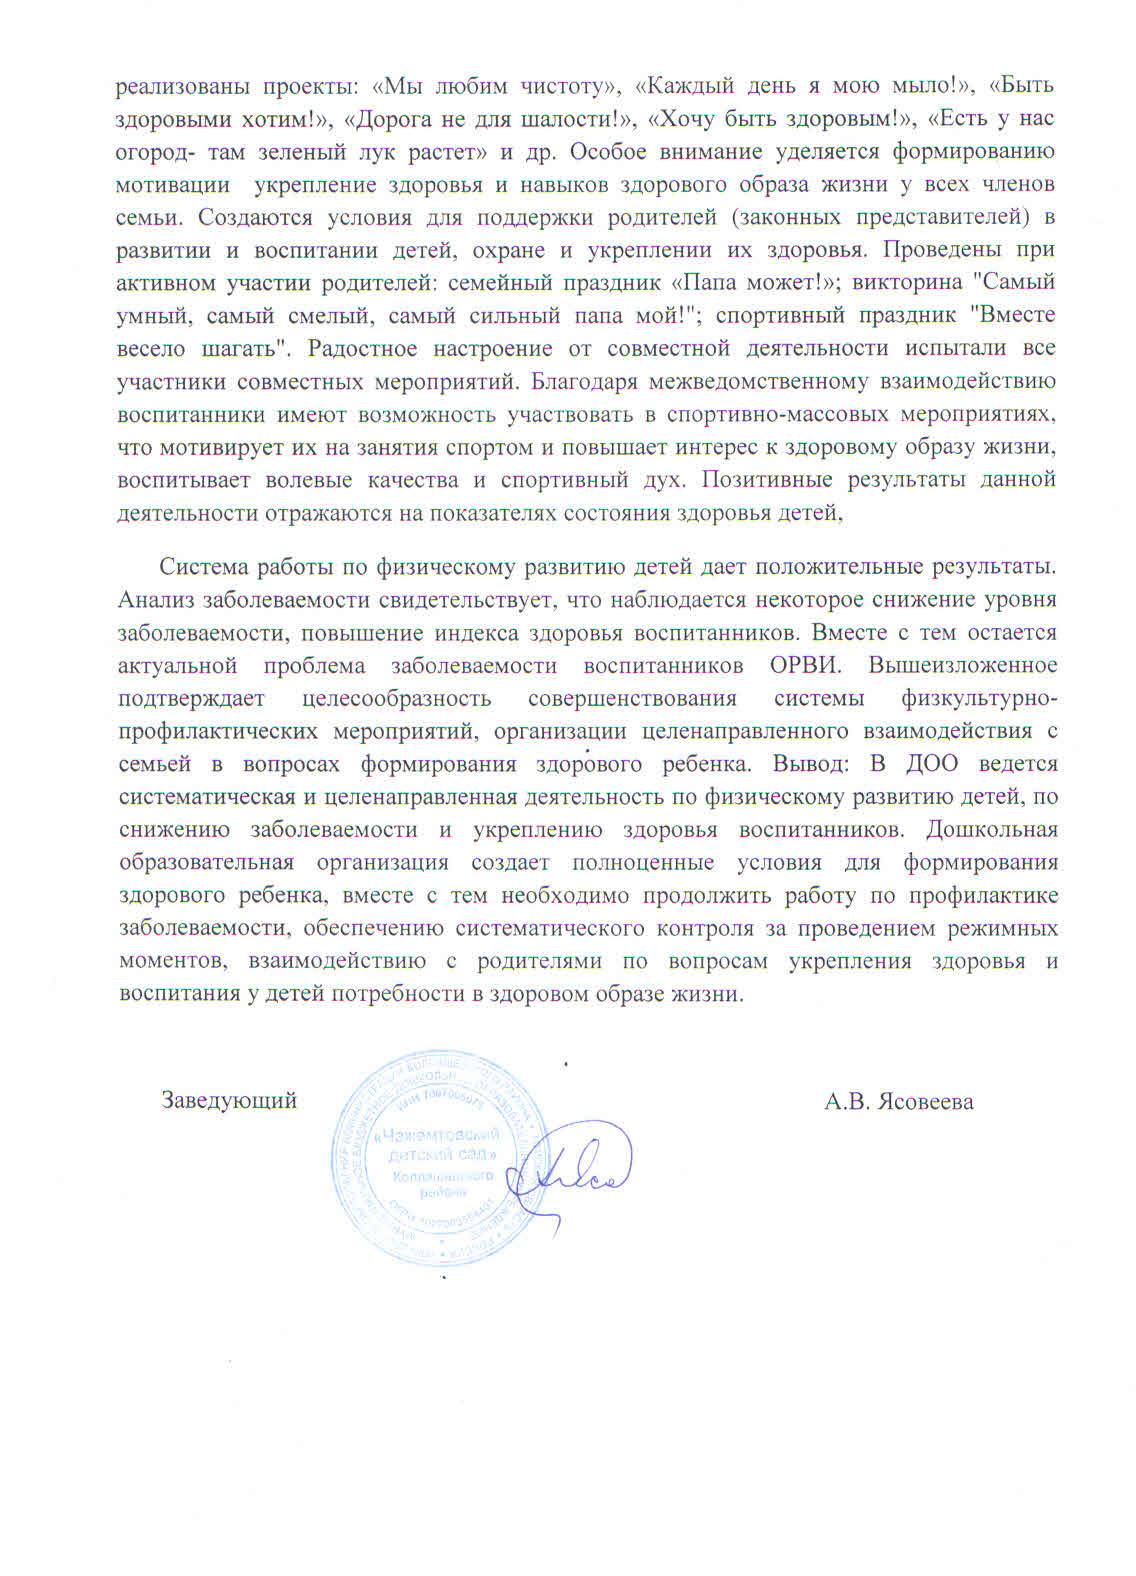 реализованы проекты: «Мы любим чистоту», «Каждый день я мою мыло!», «Быть
здоровыми хотим!», «Дорога не для шалости!», «Хочу быть здоровым!», «Есть у нас
огород- там зеленый лук растет» и др. Особое внимание уделяется формированию
мотивации укрепление здоровья и навыков здорового образа жизни у всех членов
семьи. Создаются условия для поддержки родителей (законных представителей) в
развитии и воспитании детей, охране и укреплении их здоровья. Проведены при
активном участии родителей: семейный праздник «Папа может!»; викторина "Самый
умный, самый смелый, самый сильный папа мой!"; спортивный праздник "Вместе
весело шагать". Радостное настроение от совместной деятельности испытали все
участники совместных мероприятий. Благодаря межведомственному взаимодействию
воспитанники имеют возможность участвовать в спортивно-массовых мероприятиях,
что мотивирует их на занятия спортом и повышает интерес к здоровому образу жизни,
воспитывает волевые качества и спортивный дух. Позитивные результаты данной
деятельности отражаются на показателях состояния здоровья детей,
Система работы по физическому развитию детей дает положительные результаты.
Анализ заболеваемости свидетельствует, что наблюдается некоторое снижение уровня
заболеваемости, повышение индекса здоровья воспитанников. Вместе с тем остается
актуальной проблема заболеваемости воспитанников ОРВИ. Вышеизложенное
подтверждает целесообразность совершенствования системы физкультурно-
профилактических мероприятий, организации целенаправленного взаимодействия с
семьей в вопросах формирования здорового ребенка. Вывод: В ДОО ведется
систематическая и целенаправленная деятельность по физическому развитию детей, по
снижению заболеваемости и укреплению здоровья воспитанников. Дошкольная
образовательная организация создает полноценные условия для формирования
здорового ребенка, вместе с тем необходимо продолжить работу по профилактике
заболеваемости, обеспечению систематического контроля за проведением режимных
моментов, взаимодействию с родителями по вопросам укрепления здоровья и
воспитания у детей потребности в здоровом образе жизни.
Заведующий
А.В. Ясовеева
«Чажемтовский
детский сад»
Колпашевского
района